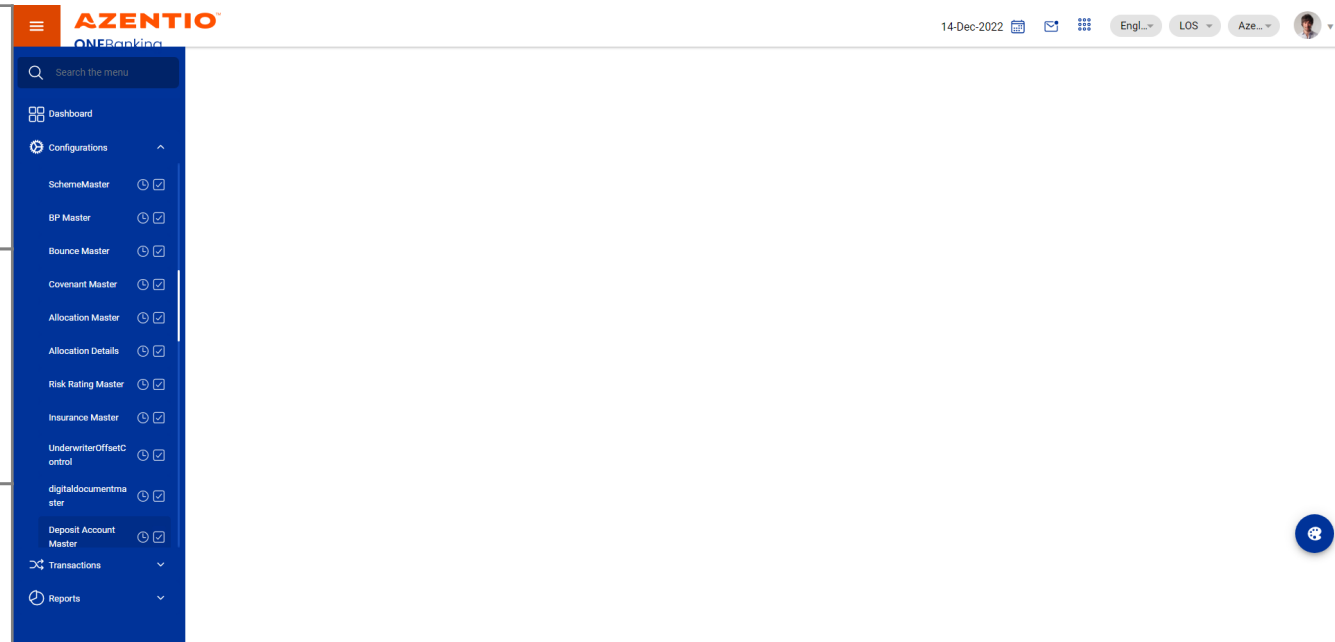 AZENTIO™
ONEBanking
14-Dec-2022
Engl...
LOS
Aze...
Search the menu
Dashboard
Configurations
SchemeMaster
BP Master
Bounce Master
Covenant Master
Allocation Master
Allocation Details
Risk Rating Master
Insurance Master
UnderwriterOffsetC
ontrol
digitaldocumentma
ster
Deposit Account
Master
Transactions
Reports